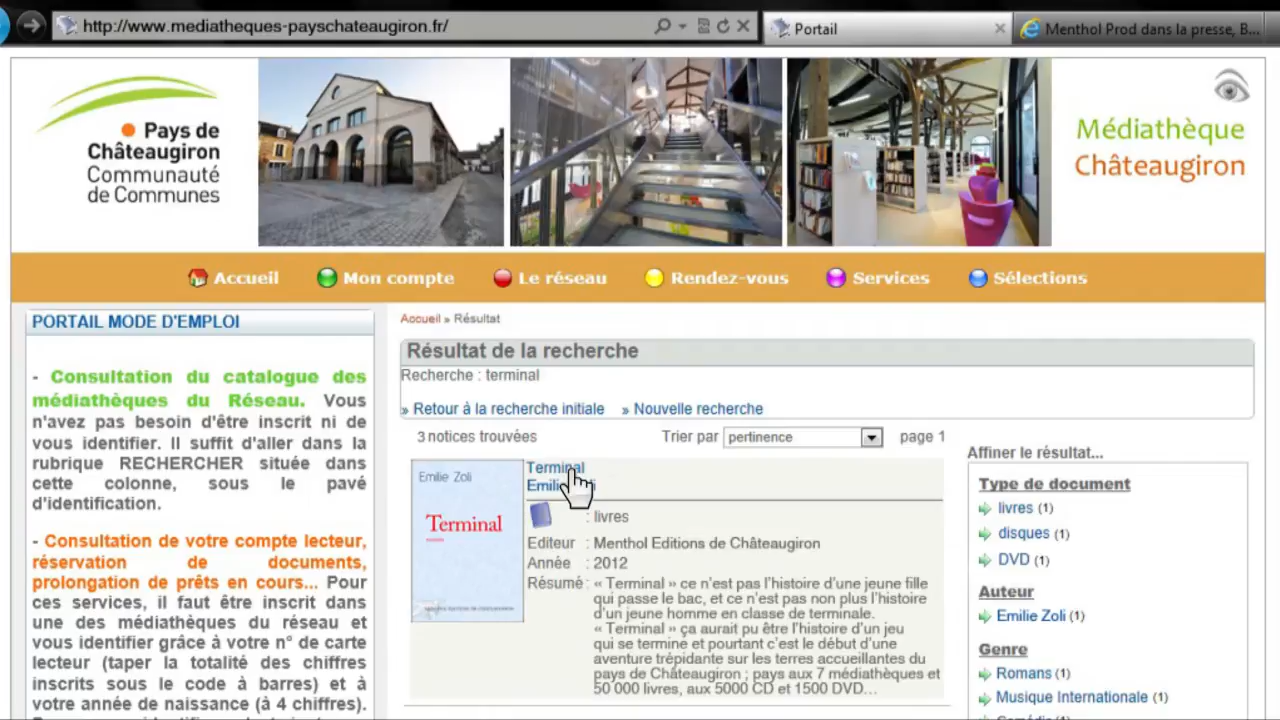 http://www.mediatheques-payschateaugiron.fr/
Portail
Menthol Prod dans la presse, B...
Pays de
Châteaugiron
Communauté
de Communes
Médiathèque
Châteaugiron
Accueil
Mon compte
Le réseau
Rendez-vous
Services
Sélections
PORTAIL MODE D'EMPLOI
- Consultation du catalogue des
médiathèques du Réseau. Vous
n'avez pas besoin d'être inscrit ni de
vous identifier. Il suffit d'aller dans la
rubrique RECHERCHER située dans
cette colonne, sous le pavé
d'identification.
- Consultation de votre compte lecteur,
réservation de documents,
prolongation de prêts en cours... Pour
ces services, il faut être inscrit dans
une des médiathèques du réseau et
vous identifier grâce à votre n° de carte
lecteur (taper la totalité des chiffres
inscrits sous le code à barres) et à
votre année de naissance (à 4 chiffres).
Accueil » Résultat
Résultat de la recherche
Recherche : terminal
» Retour à la recherche initiale » Nouvelle recherche
3 notices trouvées
Trier par pertinence
page 1
Emilie Zoli
Terminal
Terminal
: livres
Editeur : Menthol Editions de Châteaugiron
Année : 2012
Résumé : « Terminal » ce n'est pas l'histoire d'une jeune fille
qui passe le bac, et ce n'est pas non plus l'histoire
d'un jeune homme en classe de terminale.
« Terminal » ça aurait pu être l'histoire d'un jeu
qui se termine et pourtant c'est le début d'une
aventure trépidante sur les terres accueillantes du
pays de Châteaugiron ; pays aux 7 médiathèques et
50 000 livres, aux 5000 CD et 1500 DVD...
Affiner le résultat...
Type de document
livres (1)
disques (1)
DVD (1)
Auteur
Emilie Zoli (1)
Genre
Romans (1)
Musique Internationale (1)